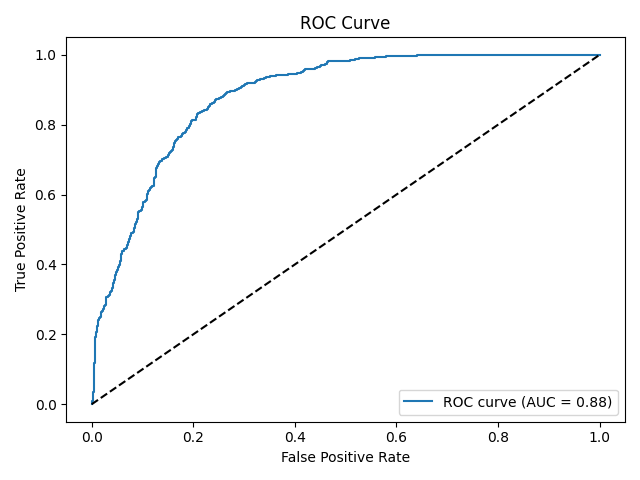 ROC Curve
True Positive Rate
1.0
0.8
0.6
0.4
0.2
0.0
0.0 0.2 0.4 0.6 0.8 1.0
False Positive Rate
ROC curve (AUC = 0.88)